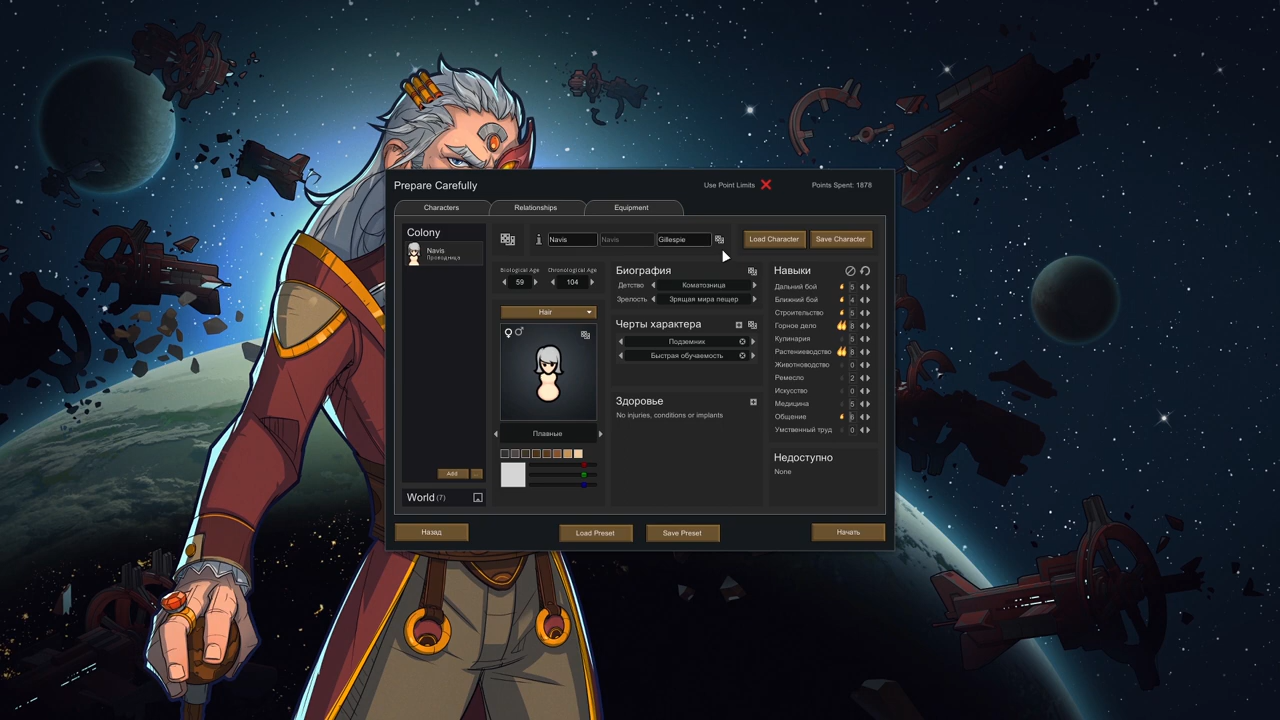 Prepare Carefully
Use Point Limits
Points Spent: 1878
Characters
Relationships
Equipment
Colony
Navis
Проводница
Add
...
World (7)
Navis
Navis
Gillespie
Load Character
Save Character
Biological Age
Chronological Age
59
104
Hair
Плавные
Биография
Детство
Коматозница
Зрелость
Зрящая мира пещер
Черты характера
Подземник
Быстрая обучаемость
Здоровье
No injuries, conditions or implants
Навыки
Дальний бой 5
Ближний бой 4
Строительство 5
Горное дело 8
Кулинария 5
Растениеводство 8
Животноводство 0
Ремесло 2
Искусство 0
Медицина 5
Общение 6
Умственный труд 0
Недоступно
None
Назад
Load Preset
Save Preset
Начать